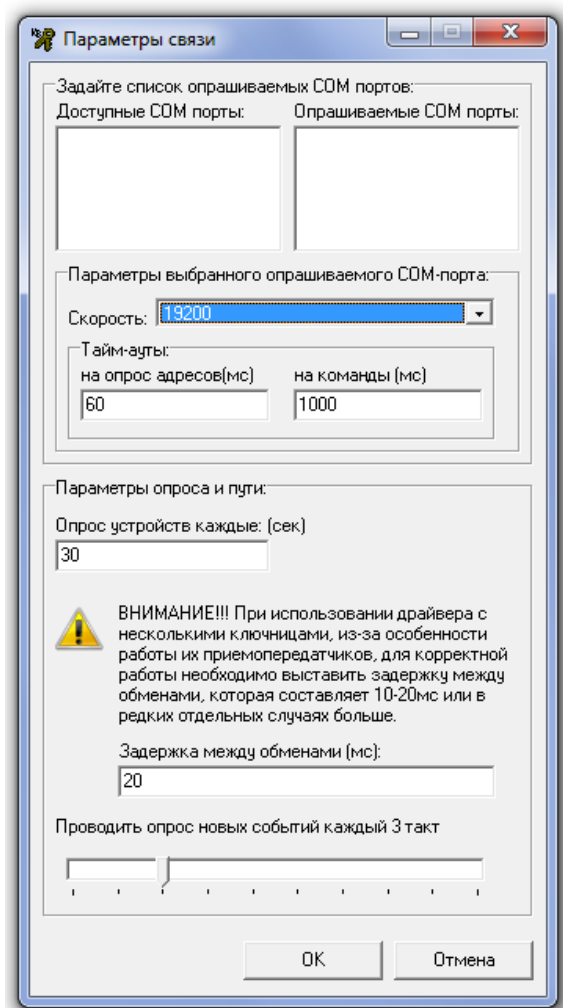 Параметры связи
Задайте список опрашиваемых COM портов:
Доступные COM порты:
Опрашиваемые COM порты:
Параметры выбранного опрашиваемого COM-порта:
Скорость: 19200
Тайм-ауты:
на опрос адресов(мс)
на команды (мс)
60
1000
Параметры опроса и пути:
Опрос устройств каждые: (сек)
30
ВНИМАНИЕ!!! При использовании драйвера с
несколькими ключницами, из-за особенности
работы их приемопередатчиков, для корректной
работы необходимо выставить задержку между
обменами, которая составляет 10-20мс или в
редких отдельных случаях больше.
Задержка между обменами (мс):
20
Проводить опрос новых событий каждый 3 такт
OK
Отмена